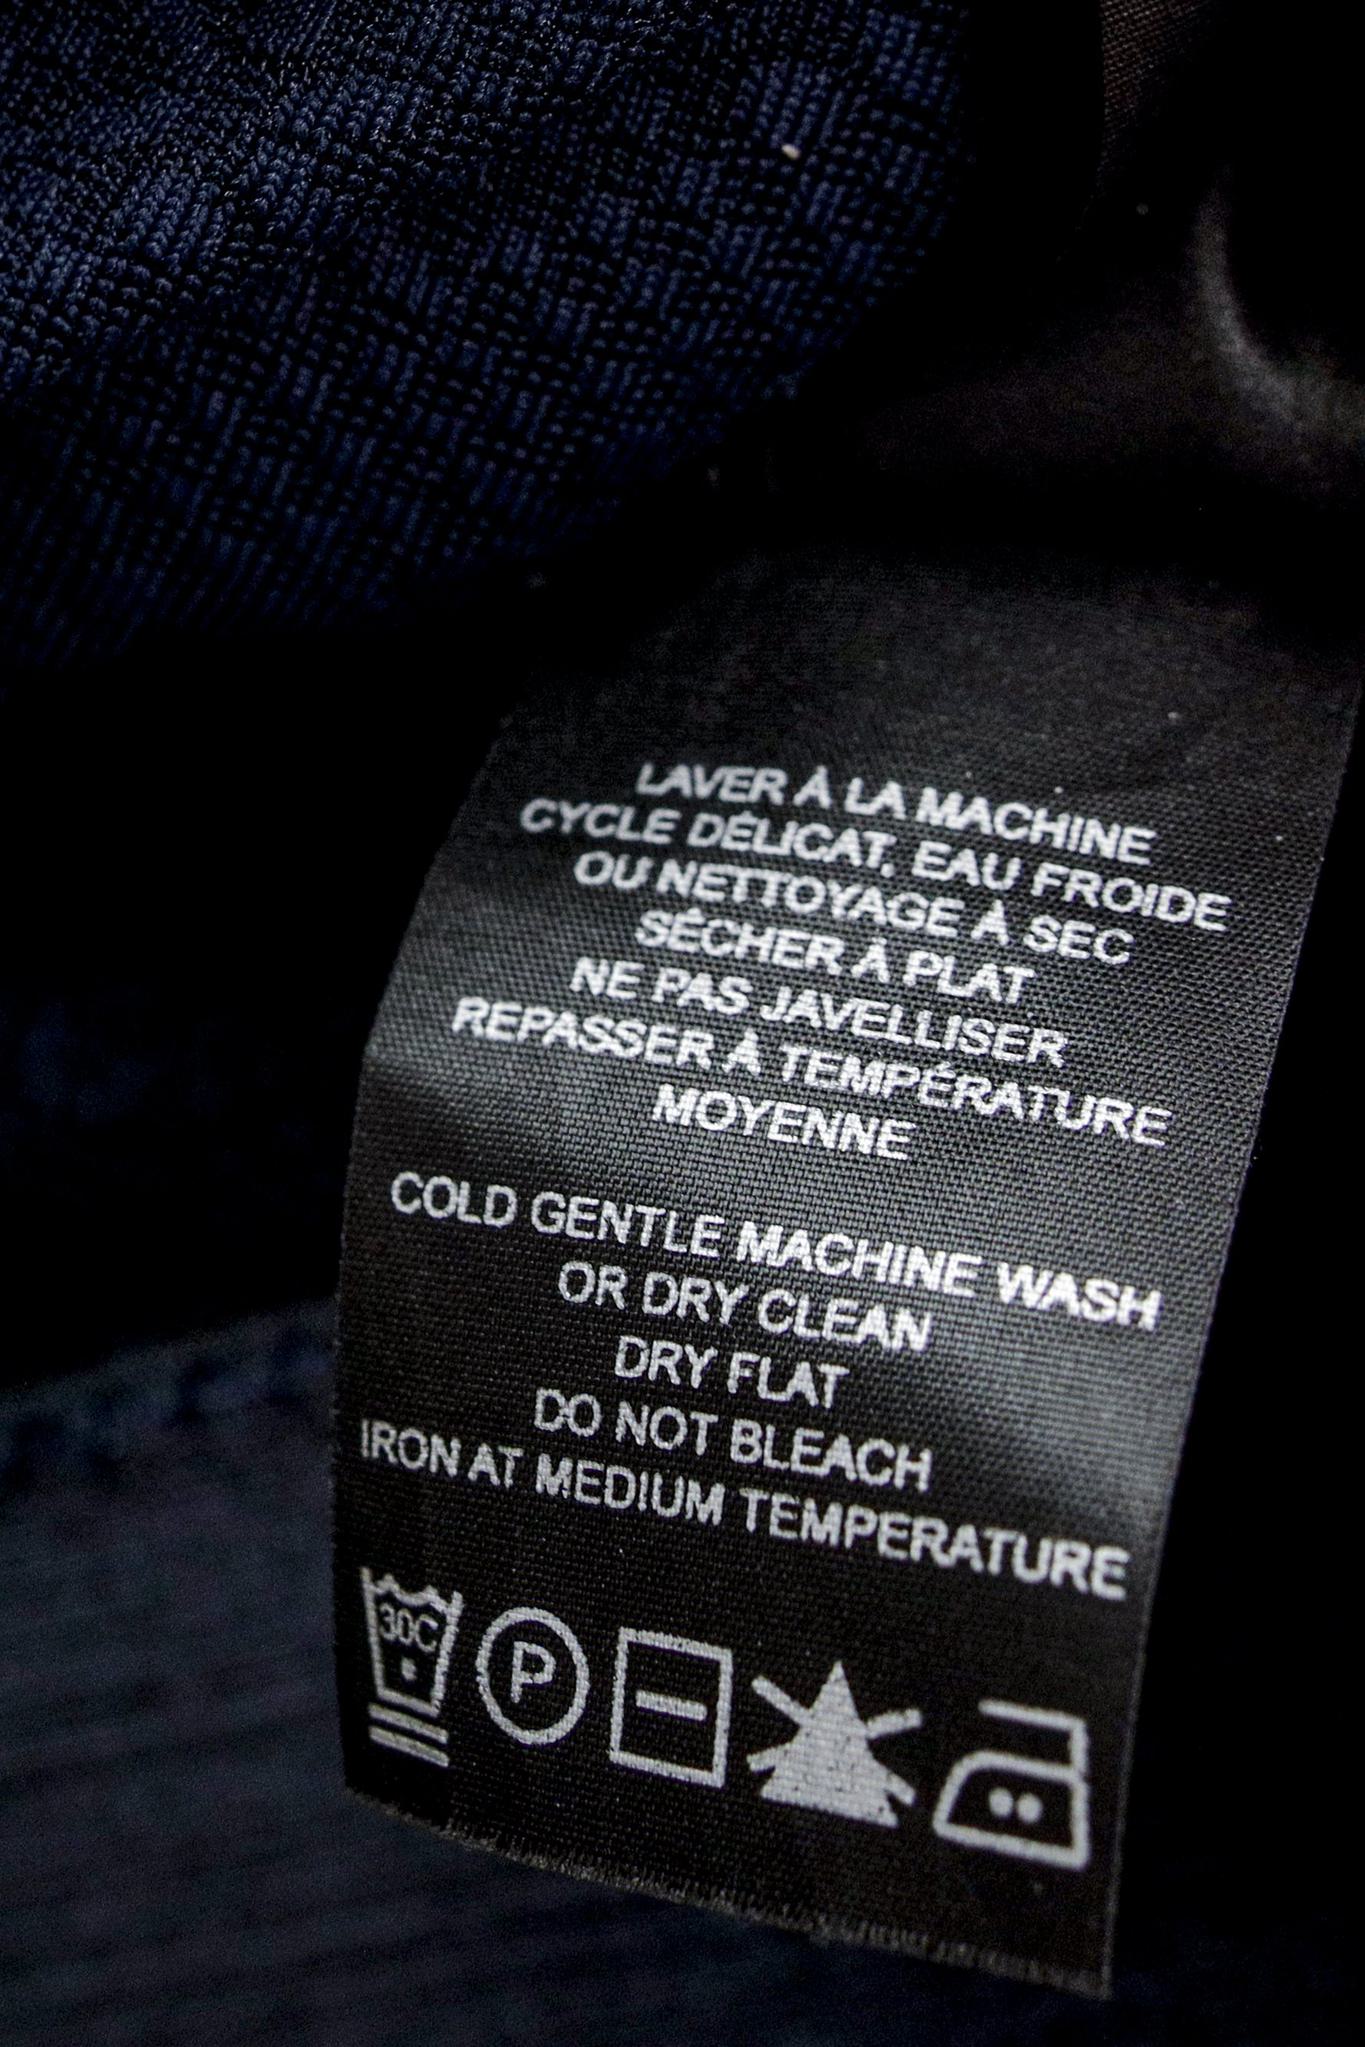 LAVER À LA MACHINE
CYCLE DÉLICAT, EAU FROIDE
OU NETTOYAGE À SEC
SÉCHER À PLAT
NE PAS JAVELLISER
REPASSER À TEMPÉRATURE
MOYENNE
COLD GENTLE MACHINE WASH
OR DRY CLEAN
DRY FLAT
DO NOT BLEACH
IRON AT MEDIUM TEMPERATURE
30C P